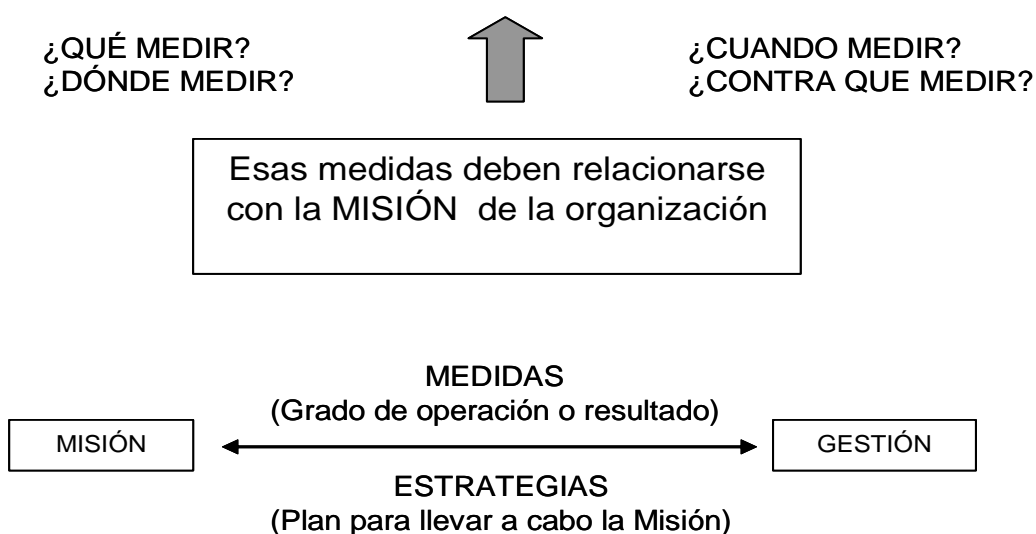 ¿QUÉ MEDIR?
¿DÓNDE MEDIR?
¿CUANDO MEDIR?
¿CONTRA QUE MEDIR?
Esas medidas deben relacionarse
con la MISIÓN de la organización
MEDIDAS
(Grado de operación o resultado)
MISIÓN
GESTIÓN
ESTRATEGIAS
(Plan para llevar a cabo la Misión)